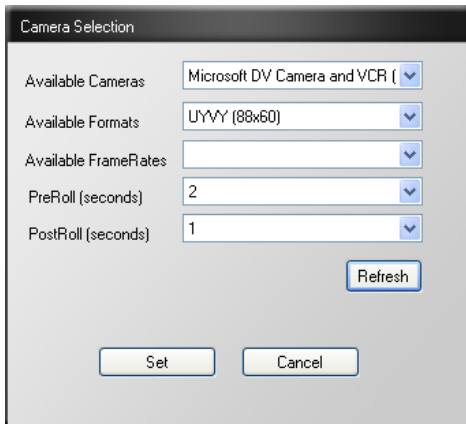 Camera Selection
Available Cameras Microsoft DV Camera and VCR (
Available Formats UYVY (88x60)
Available FrameRates
PreRoll (seconds) 2
PostRoll (seconds) 1
Refresh
Set Cancel